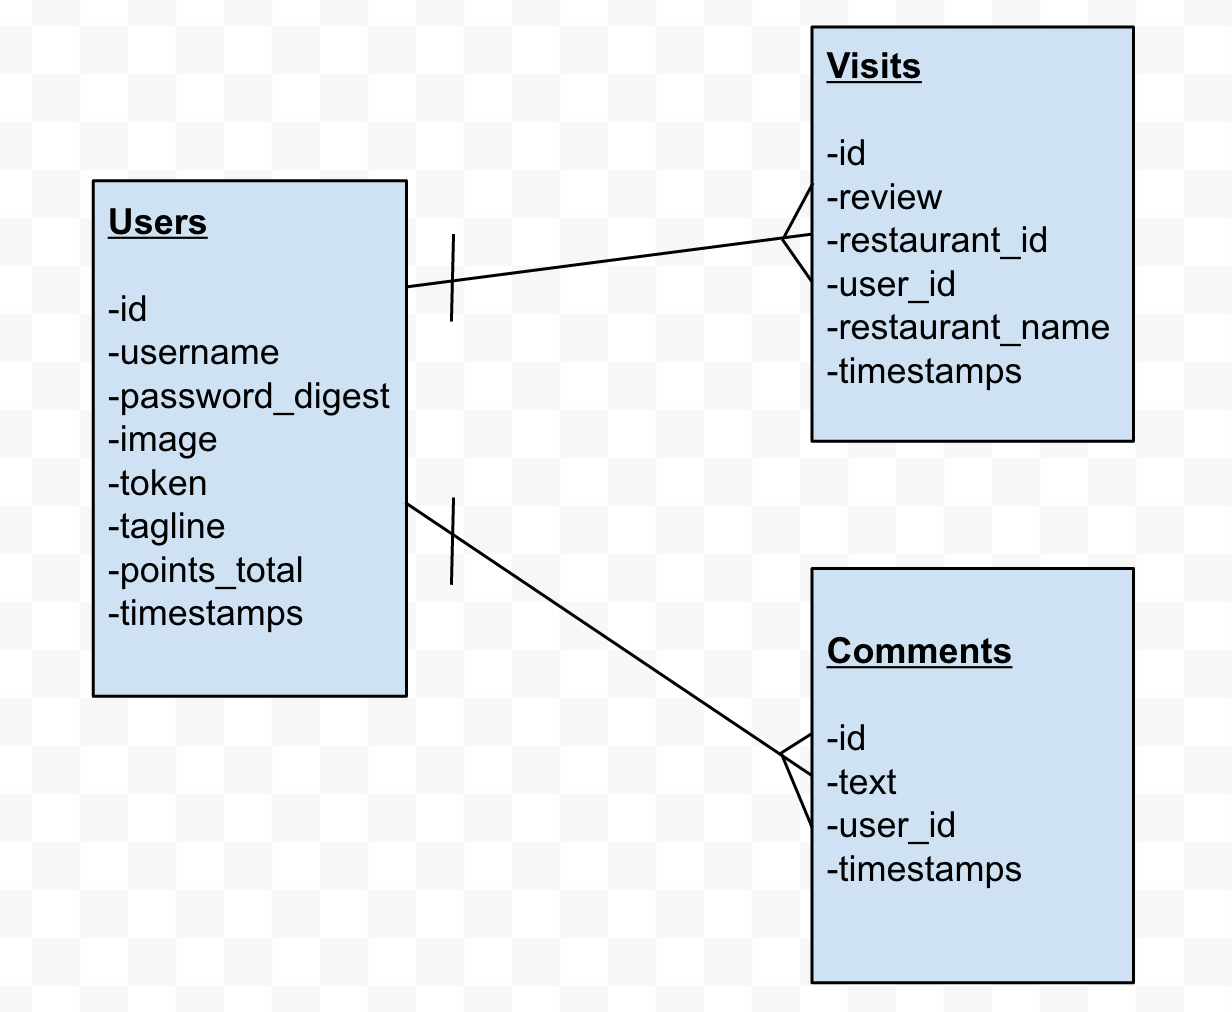 Users
-id
-username
-password_digest
-image
-token
-tagline
-points_total
-timestamps
Visits
-id
-review
-restaurant_id
-user_id
-restaurant_name
-timestamps
Comments
-id
-text
-user_id
-timestamps